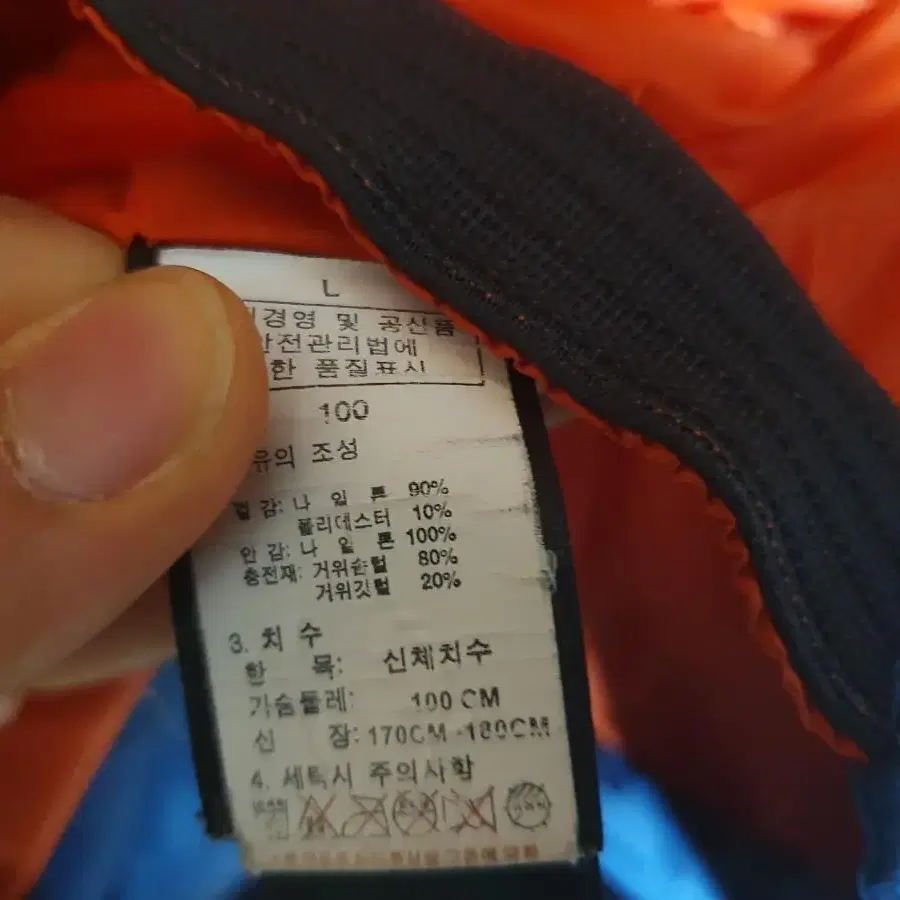 L
경영 및 공산품
안전관리법에
한 품질표시
100
유의 조성
겉 감: 나 일 론 90%
폴리에스터 10%
안 감: 나 일 론 100%
충전재: 거위솜털 80%
거위깃털 20%
3. 치 수
항 목: 신체치수
가슴둘레: 100 CM
신 장: 170CM -180CM
4. 세탁시 주의사항